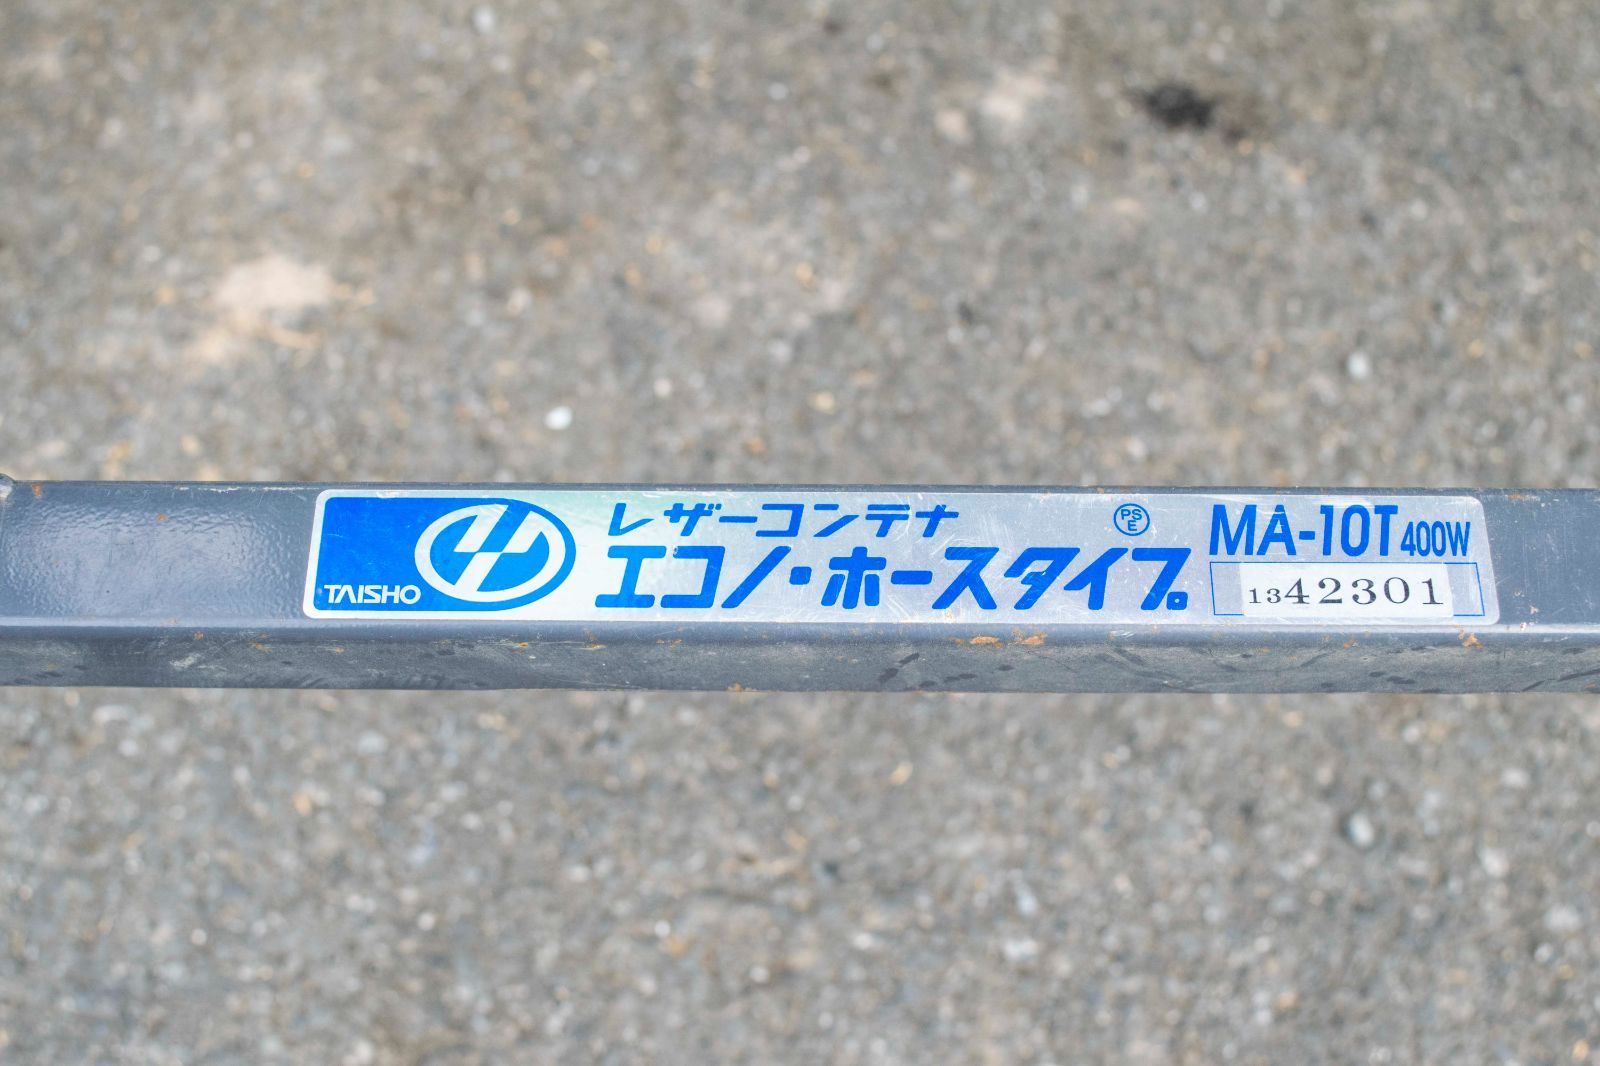 TAISHO
レザーコンテナ
エコノ・ホースタイプ
PS
E
MA-10T 400W
1342301